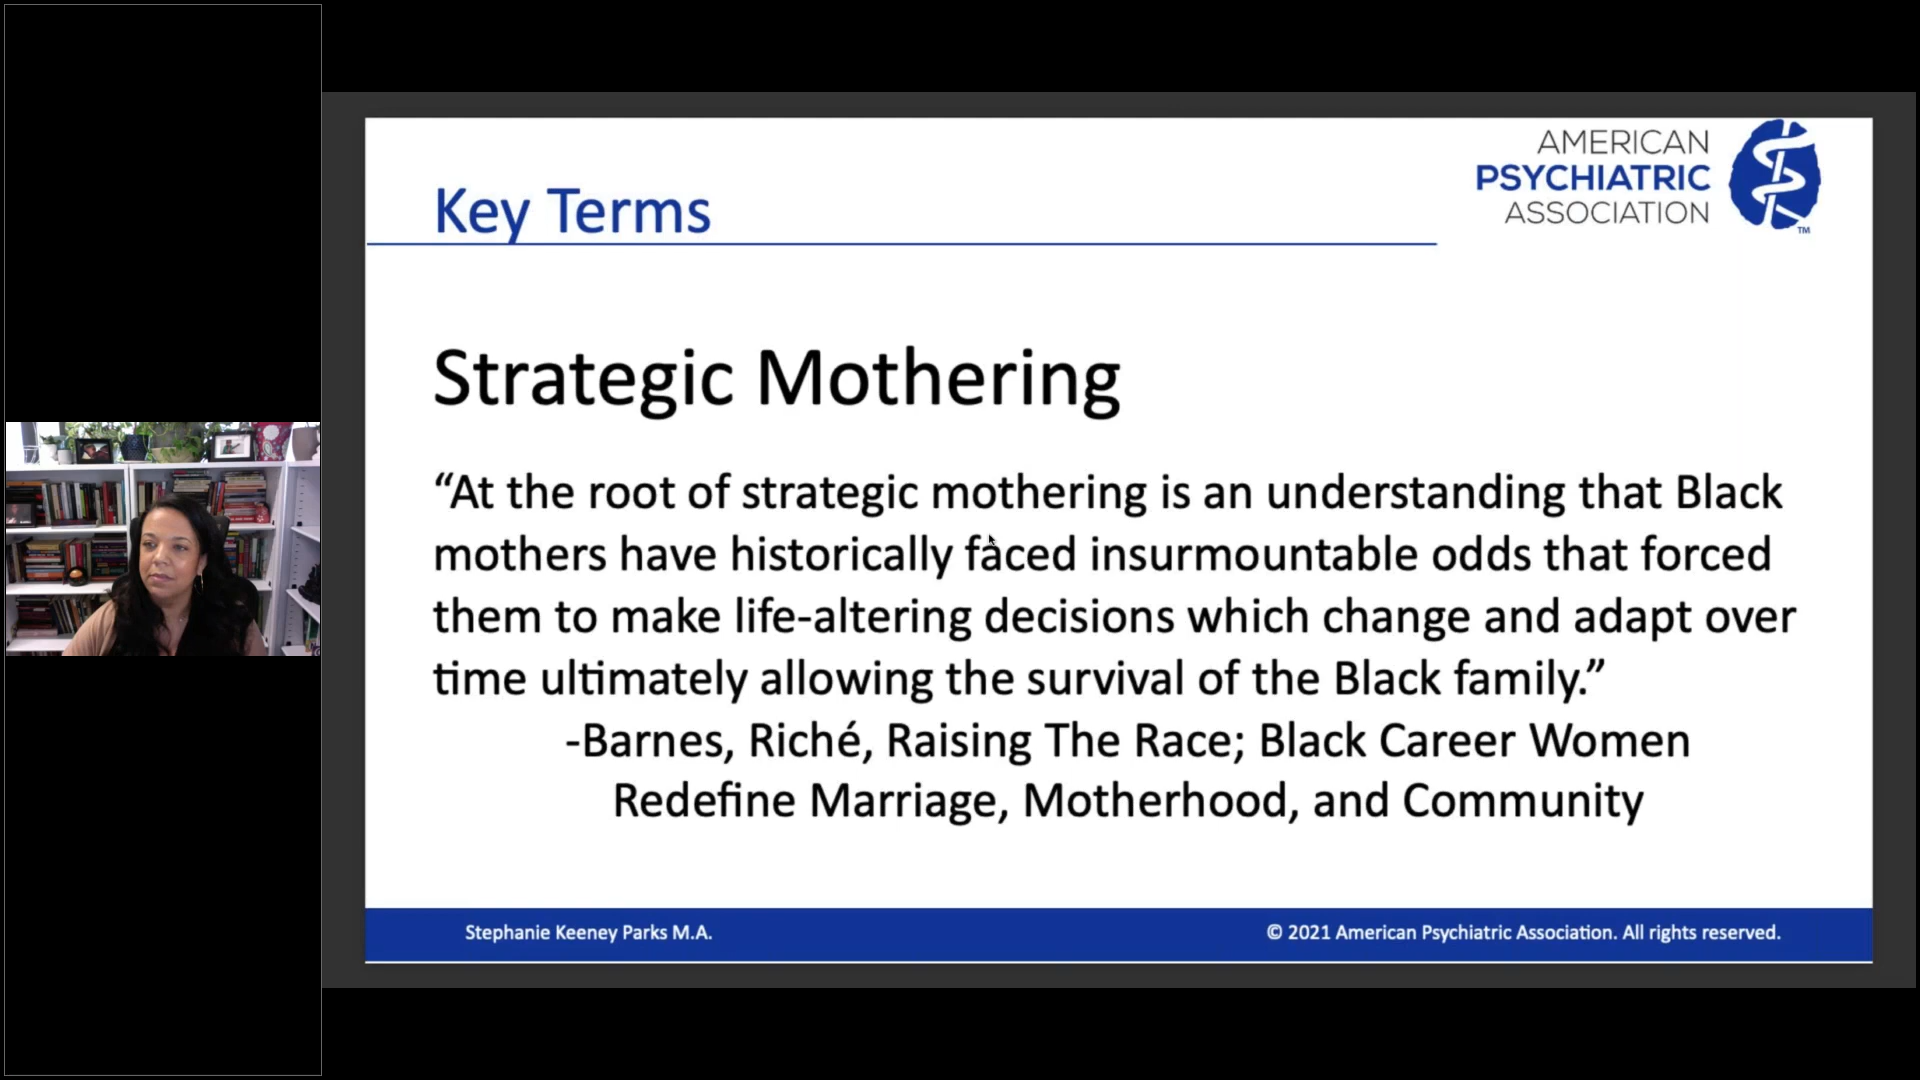 AMERICAN
PSYCHIATRIC
ASSOCIATION
TM
Key Terms
Strategic Mothering
“At the root of strategic mothering is an understanding that Black
mothers have historically faced insurmountable odds that forced
them to make life-altering decisions which change and adapt over
time ultimately allowing the survival of the Black family.”
-Barnes, Riché, Raising The Race; Black Career Women
Redefine Marriage, Motherhood, and Community
Stephanie Keeney Parks M.A.
© 2021 American Psychiatric Association. All rights reserved.